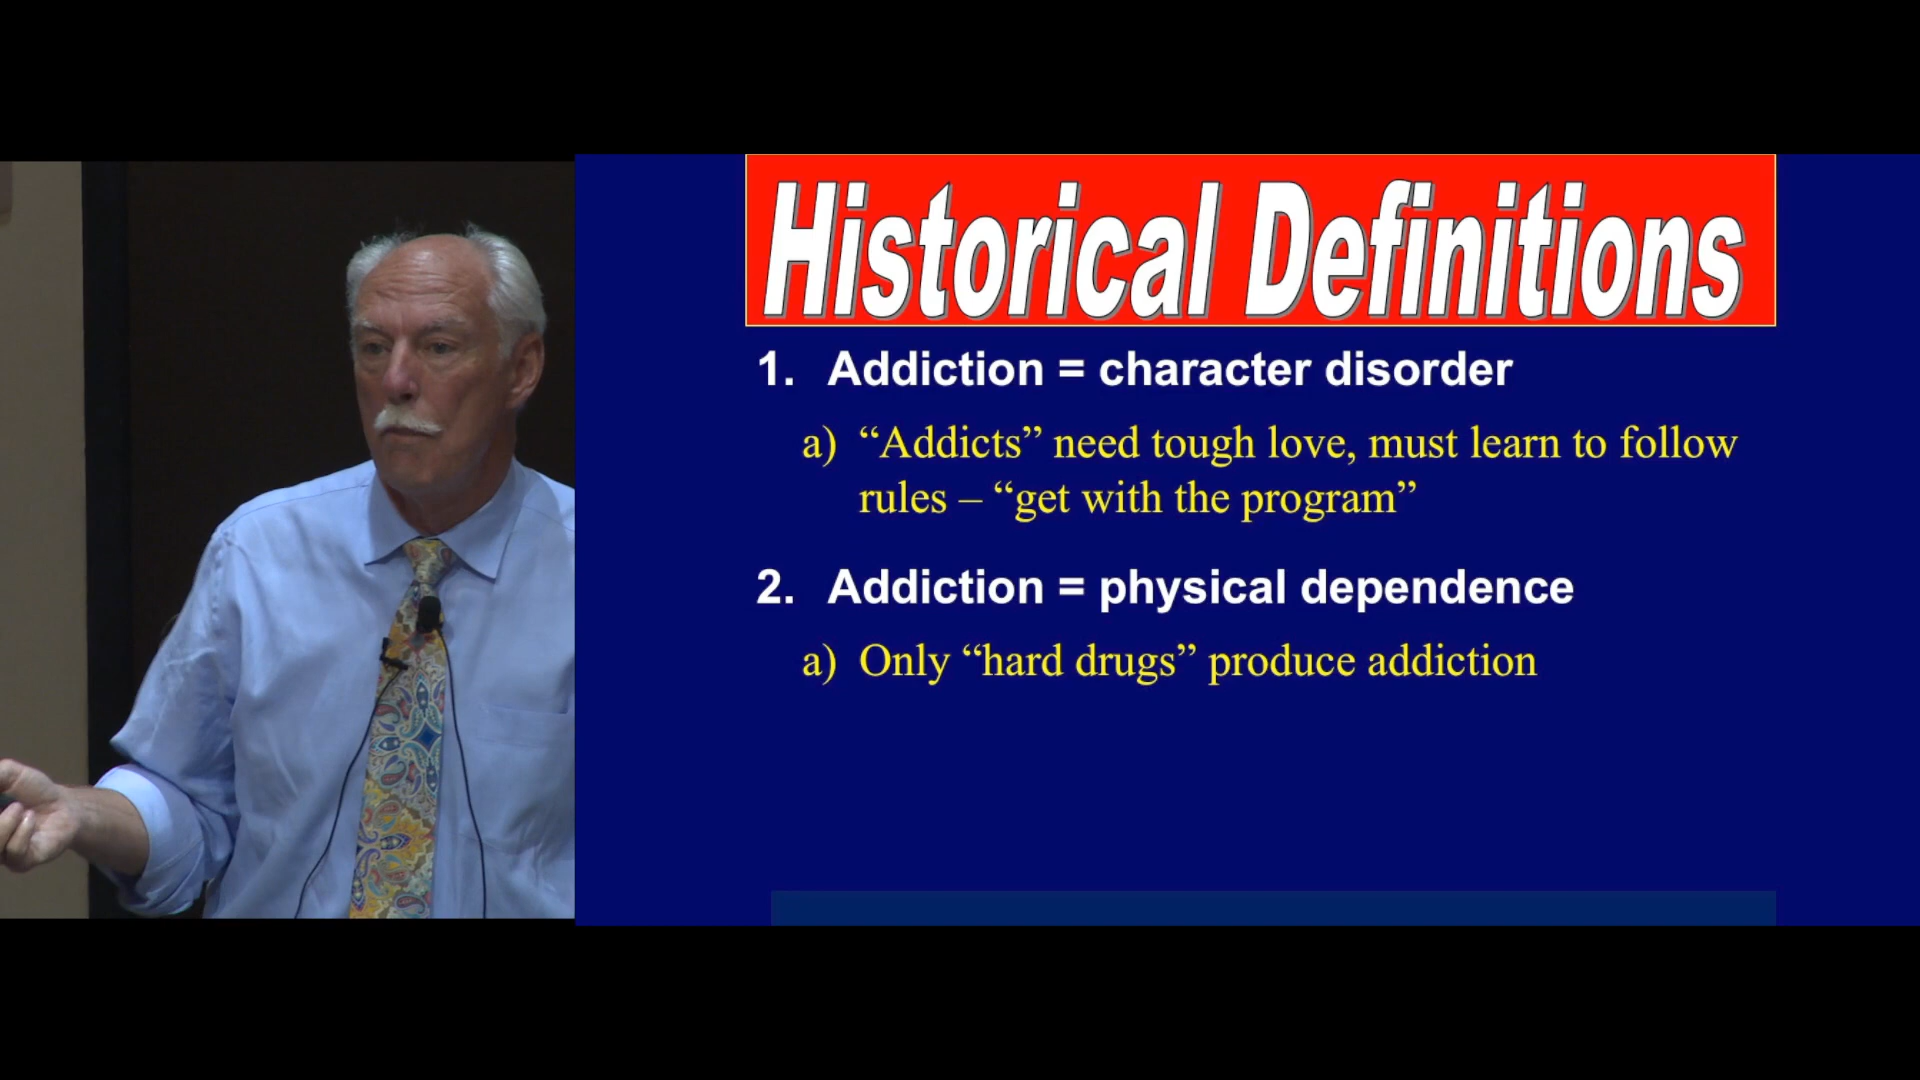 Historical Definitions
1. Addiction = character disorder
a) “Addicts” need tough love, must learn to follow
rules – “get with the program”
2. Addiction = physical dependence
a) Only “hard drugs” produce addiction